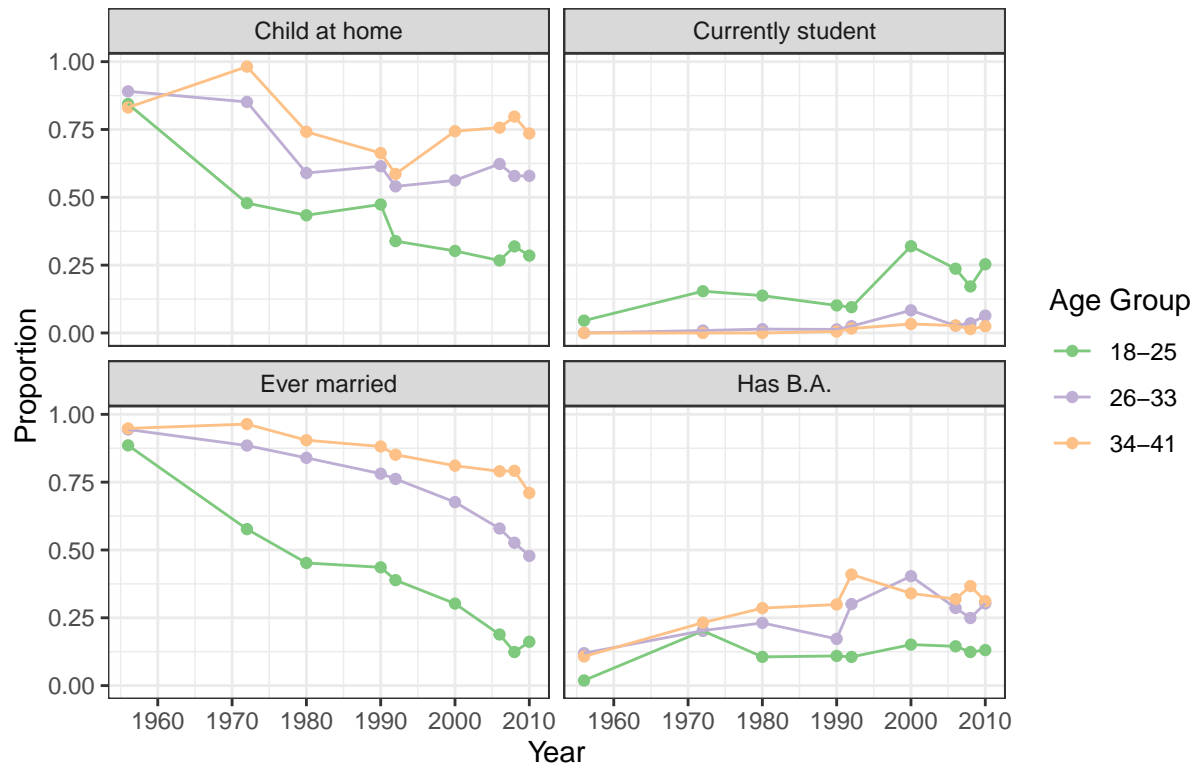 Child at home
Currently student
1.00
0.75
0.50
0.25
0.00
Ever married
Has B.A.
1.00
0.75
0.50
0.25
0.00
1960 1970 1980 1990 2000 2010
1960 1970 1980 1990 2000 2010
Year
Proportion
Age Group
18−25
26−33
34−41